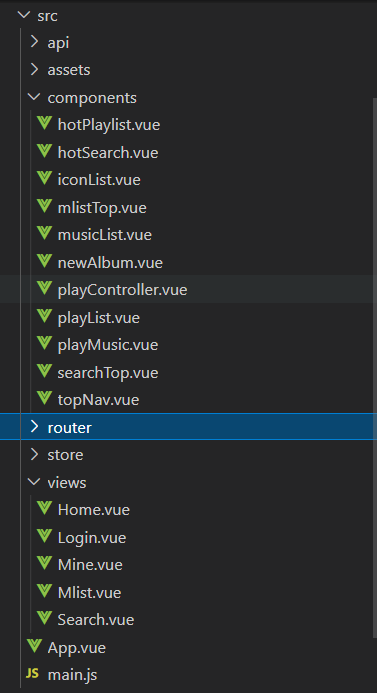 src
api
assets
components
hotPlaylist.vue
hotSearch.vue
iconList.vue
mlistTop.vue
musicList.vue
newAlbum.vue
playController.vue
playList.vue
playMusic.vue
searchTop.vue
topNav.vue
router
store
views
Home.vue
Login.vue
Mine.vue
Mlist.vue
Search.vue
App.vue
JS main.js